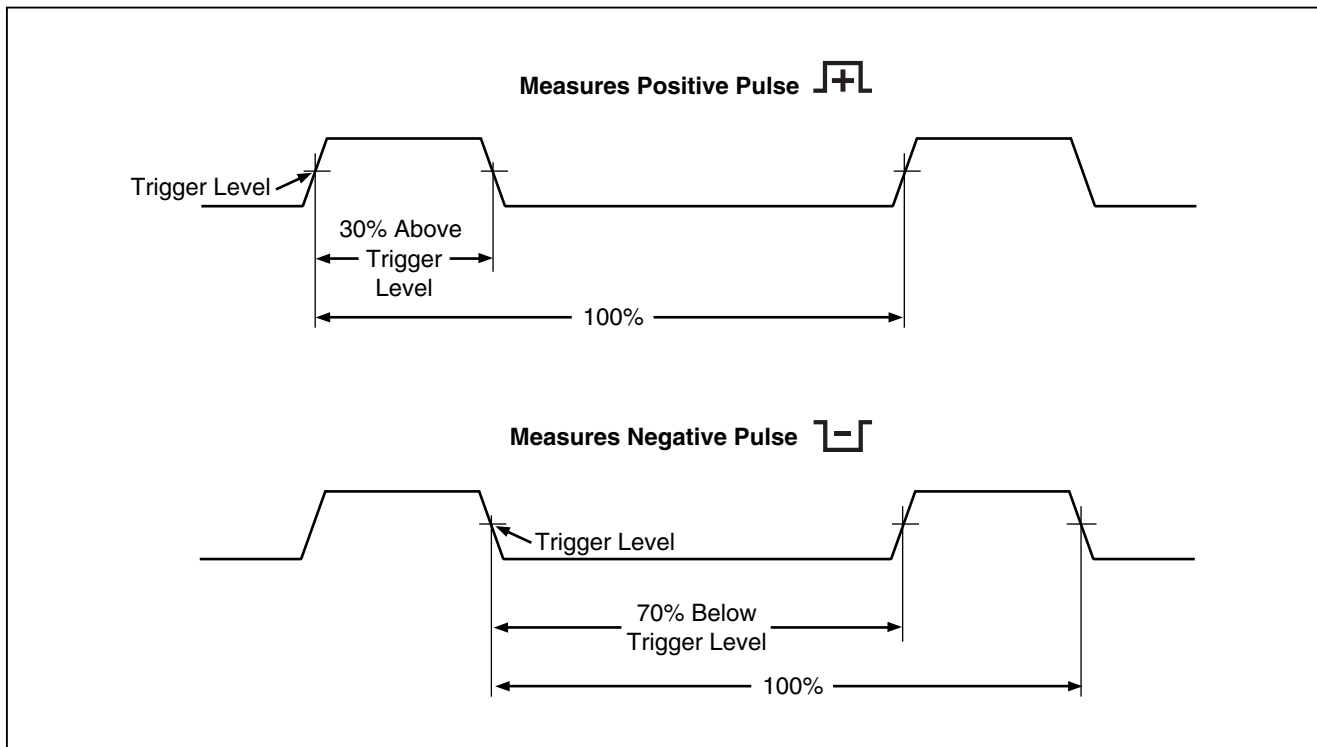 Measures Positive Pulse +
Trigger Level
30% Above
Trigger
Level
100%
Measures Negative Pulse -
Trigger Level
70% Below
Trigger Level
100%